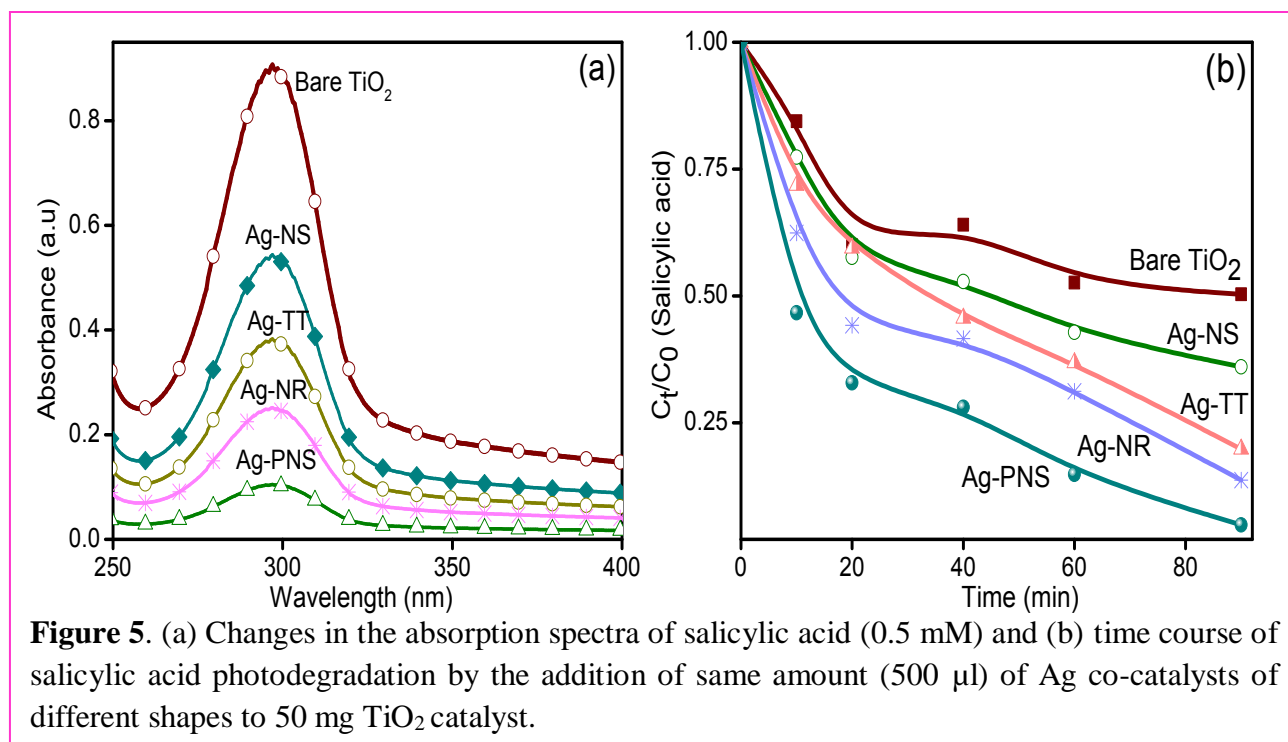 (a)
Bare TiO₂
Ag-NS
Ag-TT
Ag-NR
Ag-PNS
0.8
0.6
0.4
0.2
0.0
Absorbance (a.u)
250
300
350
400
Wavelength (nm)
(b)
Bare TiO₂
Ag-NS
Ag-TT
Ag-NR
Ag-PNS
1.00
0.75
0.50
0.25
Cₜ/C₀ (Salicylic acid)
0
20
40
60
80
Time (min)
Figure 5. (a) Changes in the absorption spectra of salicylic acid (0.5 mM) and (b) time course of
salicylic acid photodegradation by the addition of same amount (500 µl) of Ag co-catalysts of
different shapes to 50 mg TiO₂ catalyst.